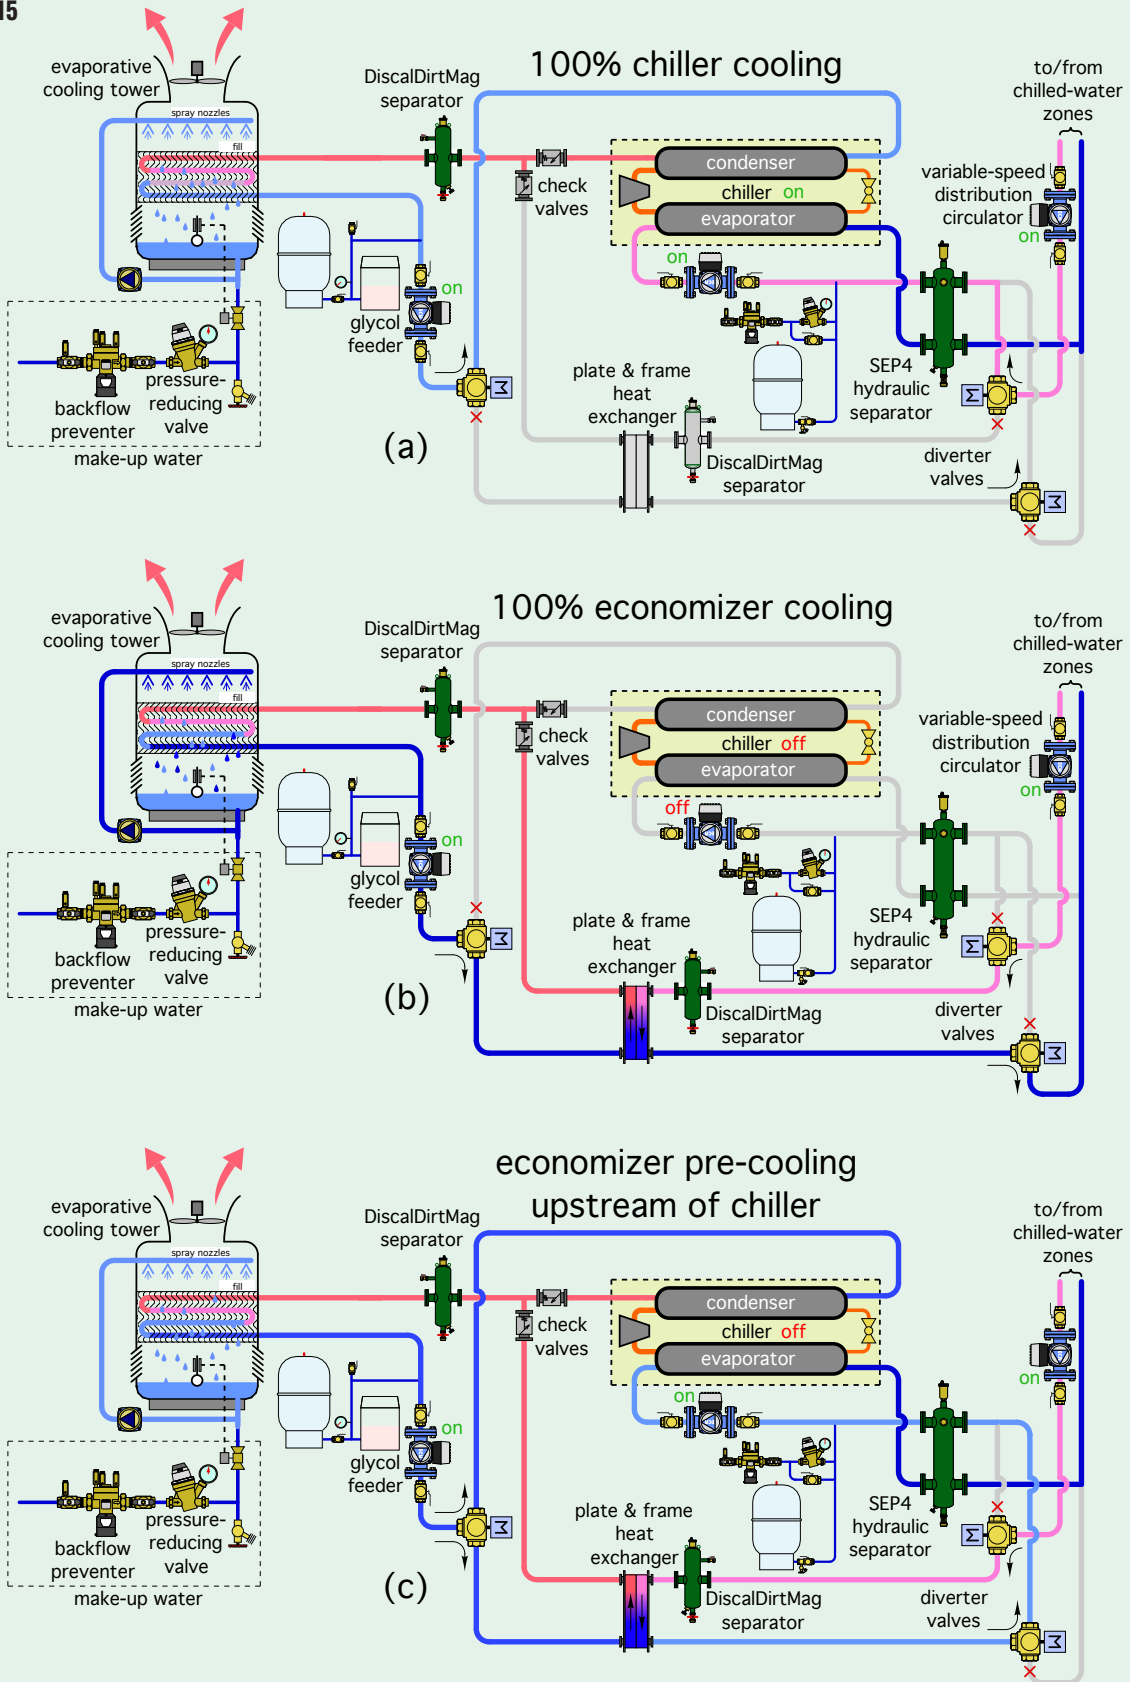 15
100% chiller cooling
evaporative
cooling tower
spray nozzles
fill
DiscalDirtMag
separator
check
valves
condenser
chiller on
evaporator
to/from
chilled-water
zones
variable-speed
distribution
circulator
on
on
on
glycol
feeder
M
plate & frame
heat
exchanger
SEP4
hydraulic
separator
M
backflow
preventer
pressure-
reducing
valve
make-up water
(a)
DiscalDirtMag
separator
diverter
valves
M
100% economizer cooling
evaporative
cooling tower
spray nozzles
fill
DiscalDirtMag
separator
check
valves
condenser
chiller off
evaporator
to/from
chilled-water
zones
variable-speed
distribution
circulator
on
off
on
glycol
feeder
M
plate & frame
heat
exchanger
SEP4
hydraulic
separator
M
backflow
preventer
pressure-
reducing
valve
make-up water
(b)
DiscalDirtMag
separator
diverter
valves
M
economizer pre-cooling
upstream of chiller
evaporative
cooling tower
spray nozzles
fill
DiscalDirtMag
separator
check
valves
condenser
chiller off
evaporator
to/from
chilled-water
zones
on
on
on
glycol
feeder
M
plate & frame
heat
exchanger
SEP4
hydraulic
separator
M
backflow
preventer
pressure-
reducing
valve
make-up water
(c)
DiscalDirtMag
separator
diverter
valves
M